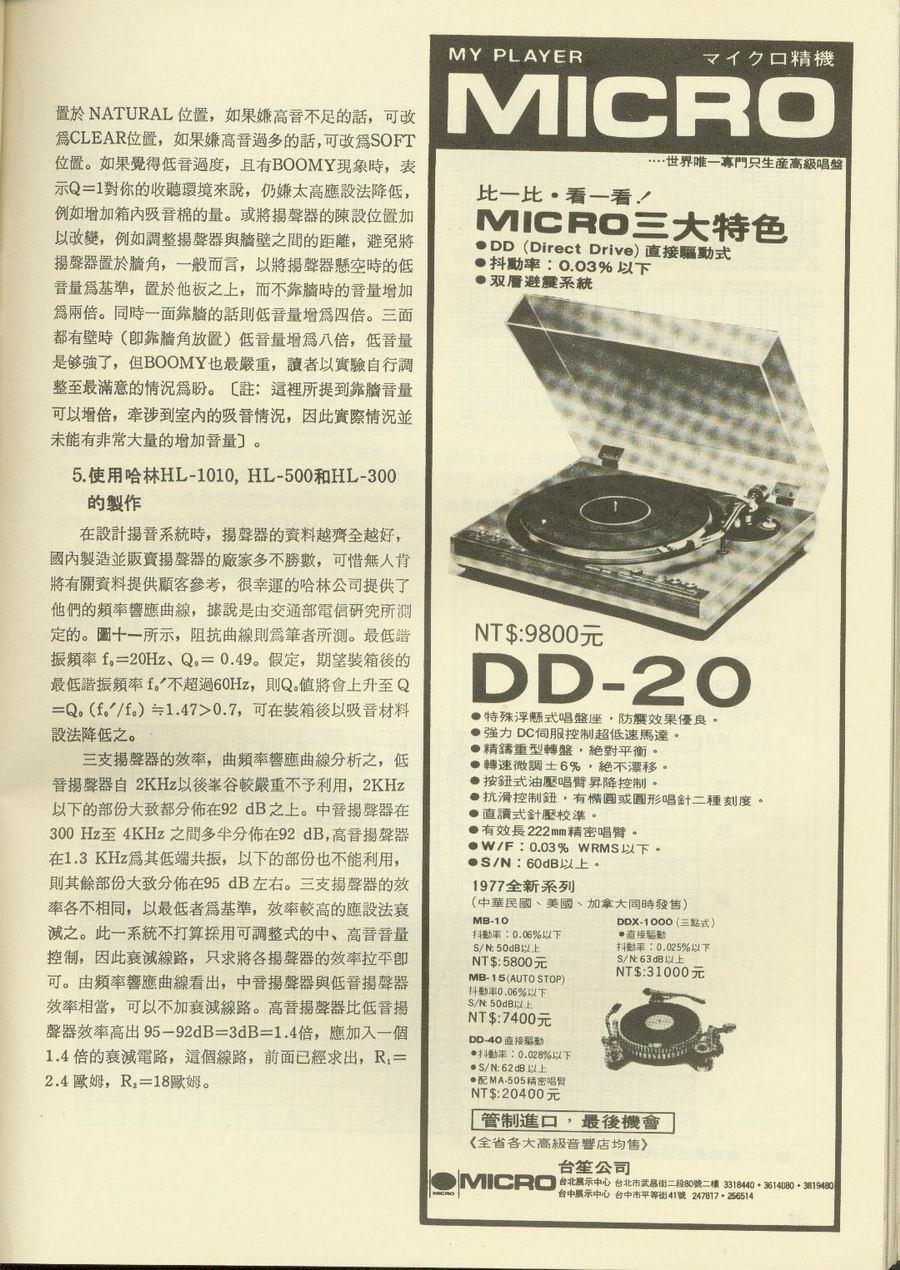 置於 NATURAL 位置，如果嫌高音不足的話，可改
爲CLEAR位置，如果嫌高音過多的話，可改爲SOFT
位置。如果覺得低音過度，且有BOOMY現象時，表
示Q＝1對你的收聽環境來說，仍嫌太高應設法降低，
例如增加箱內吸音棉的量。或將揚聲器的陳設位置加
以改變，例如調整揚聲器與牆壁之間的距離，避免將
揚聲器置於牆角，一般而言，以將揚聲器懸空時的低
音量爲基準，置於他板之上，而不靠牆時的音量增加
爲兩倍。同時一面靠牆的話則低音量增爲四倍。三面
都有壁時（卽靠牆角放置）低音量增爲八倍，低音量
是够強了，但BOOMY也最嚴重，讀者以實驗自行調
整至最滿意的情況爲盼。〔註：這裡所提到靠牆音量
可以增倍，牽涉到室內的吸音情況，因此實際情況並
未能有非常大量的增加音量〕。
5.使用哈林HL-1010, HL-500和HL-300
的製作
在設計揚音系統時，揚聲器的資料越齊全越好，
國內製造並販賣揚聲器的廠家多不勝數，可惜無人肯
將有關資料提供顧客參考，很幸運的哈林公司提供了
他們的頻率響應曲線，據說是由交通部電信研究所測
定的。圖十一所示，阻抗曲線則爲筆者所測。最低諧
振頻率 f₀=20Hz、Q₀= 0.49。假定，期望裝箱後的
最低諧振頻率 f₀′不超過60Hz，則Q₀值將會上升至 Q
=Q₀ (f₀′/f₀) ≒1.47>0.7，可在裝箱後以吸音材料
設法降低之。
三支揚聲器的效率，曲頻率響應曲線分析之，低
音揚聲器自 2KHz以後峯谷較嚴重不予利用，2KHz
以下的部份大致都分佈在92 dB之上。中音揚聲器在
300 Hz至 4KHz 之間多半分佈在92 dB,高音揚聲器
在1.3 KHz爲其低端共振，以下的部份也不能利用，
則其餘部份大致分佈在95 dB左右。三支揚聲器的效
率各不相同，以最低者爲基準，效率較高的應設法衰
減之。此一系統不打算採用可調整式的中、高音音量
控制，因此衰減線路，只求將各揚聲器的效率拉平卽
可。由頻率響應曲線看出，中音揚聲器與低音揚聲器
效率相當，可以不加衰減線路。高音揚聲器比低音揚
聲器效率高出 95－92dB＝3dB＝1.4倍，應加入一個
1.4 倍的衰減電路，這個線路，前面已經求出，R₁＝
2.4 歐姆，R₂＝18歐姆。
MY PLAYER
マイクロ精機
MICRO
····世界唯一專門只生産高級唱盤
比一比・看一看！
MICRO三大特色
●DD (Direct Drive) 直接驅動式
●抖動率：0.03% 以下
●双層避震系統
NT$:9800元
DD-20
●特殊浮懸式唱盤座，防震效果優良。
●強力 DC伺服控制超低速馬達。
●精鑄重型轉盤，絶對平衡。
●轉速微調±6%，絶不漂移。
●按鈕式油壓唱臂昇降控制。
●抗滑控制鈕，有橢圓或圓形唱針二種刻度。
●直讀式針壓校準。
●有效長222mm精密唱臂。
●W/F：0.03% WRMS以下。
●S/N：60dB以上。
1977全新系列
(中華民國、美國、加拿大同時發售)
MB-10
抖動率：0.06%以下
S/N: 50dB以上
NT$:5800元
MB-15(AUTO STOP)
抖動率0.06%以下
S/N: 50dB以上
NT$:7400元
DD-40 直接驅動
●抖動率：0.028%以下
●S/N:62dB以上
●配MA-505精密唱臂
NT$:20400元
DDX-1000 (三點式)
●直接驅動
抖動率：0.025%以下
S/N:63dB以上
NT$:31000元
管制進口，最後機會
《全省各大高級音響店均售》
MICRO
MICRO
台笙公司
台北展示中心 台北市武昌街二段80號二樓 3318440・3614880・3819480
台中展示中心 台中市平等街41號 247817・256514